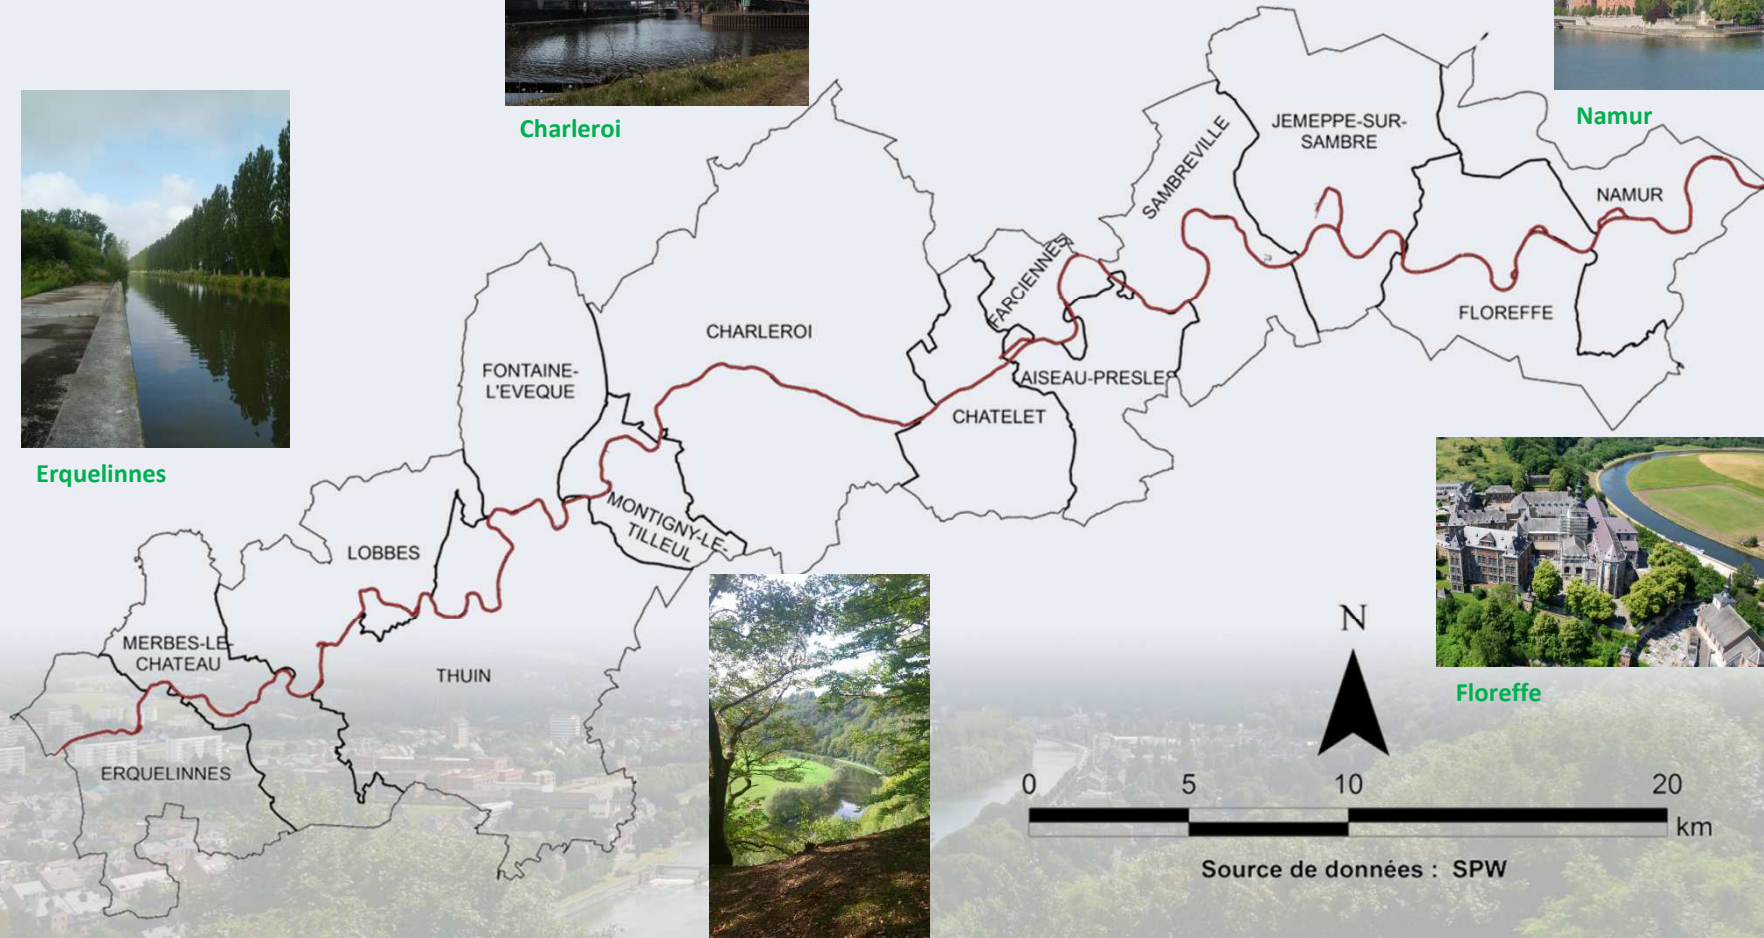 Charleroi
Namur
Erquelinnes
JEMEPPE-SUR-
SAMBRE
SAMBREVILLE
NAMUR
FARCIENNES
FLOREFFE
CHARLEROI
FONTAINE-
L'EVEQUE
AISEAU-PRESLES
CHATELET
MONTIGNY-LE-
TILLEUL
LOBBES
MERBES-LE-
CHATEAU
THUIN
ERQUELINNES
Floreffe
N
0 5 10 20
km
Source de données : SPW